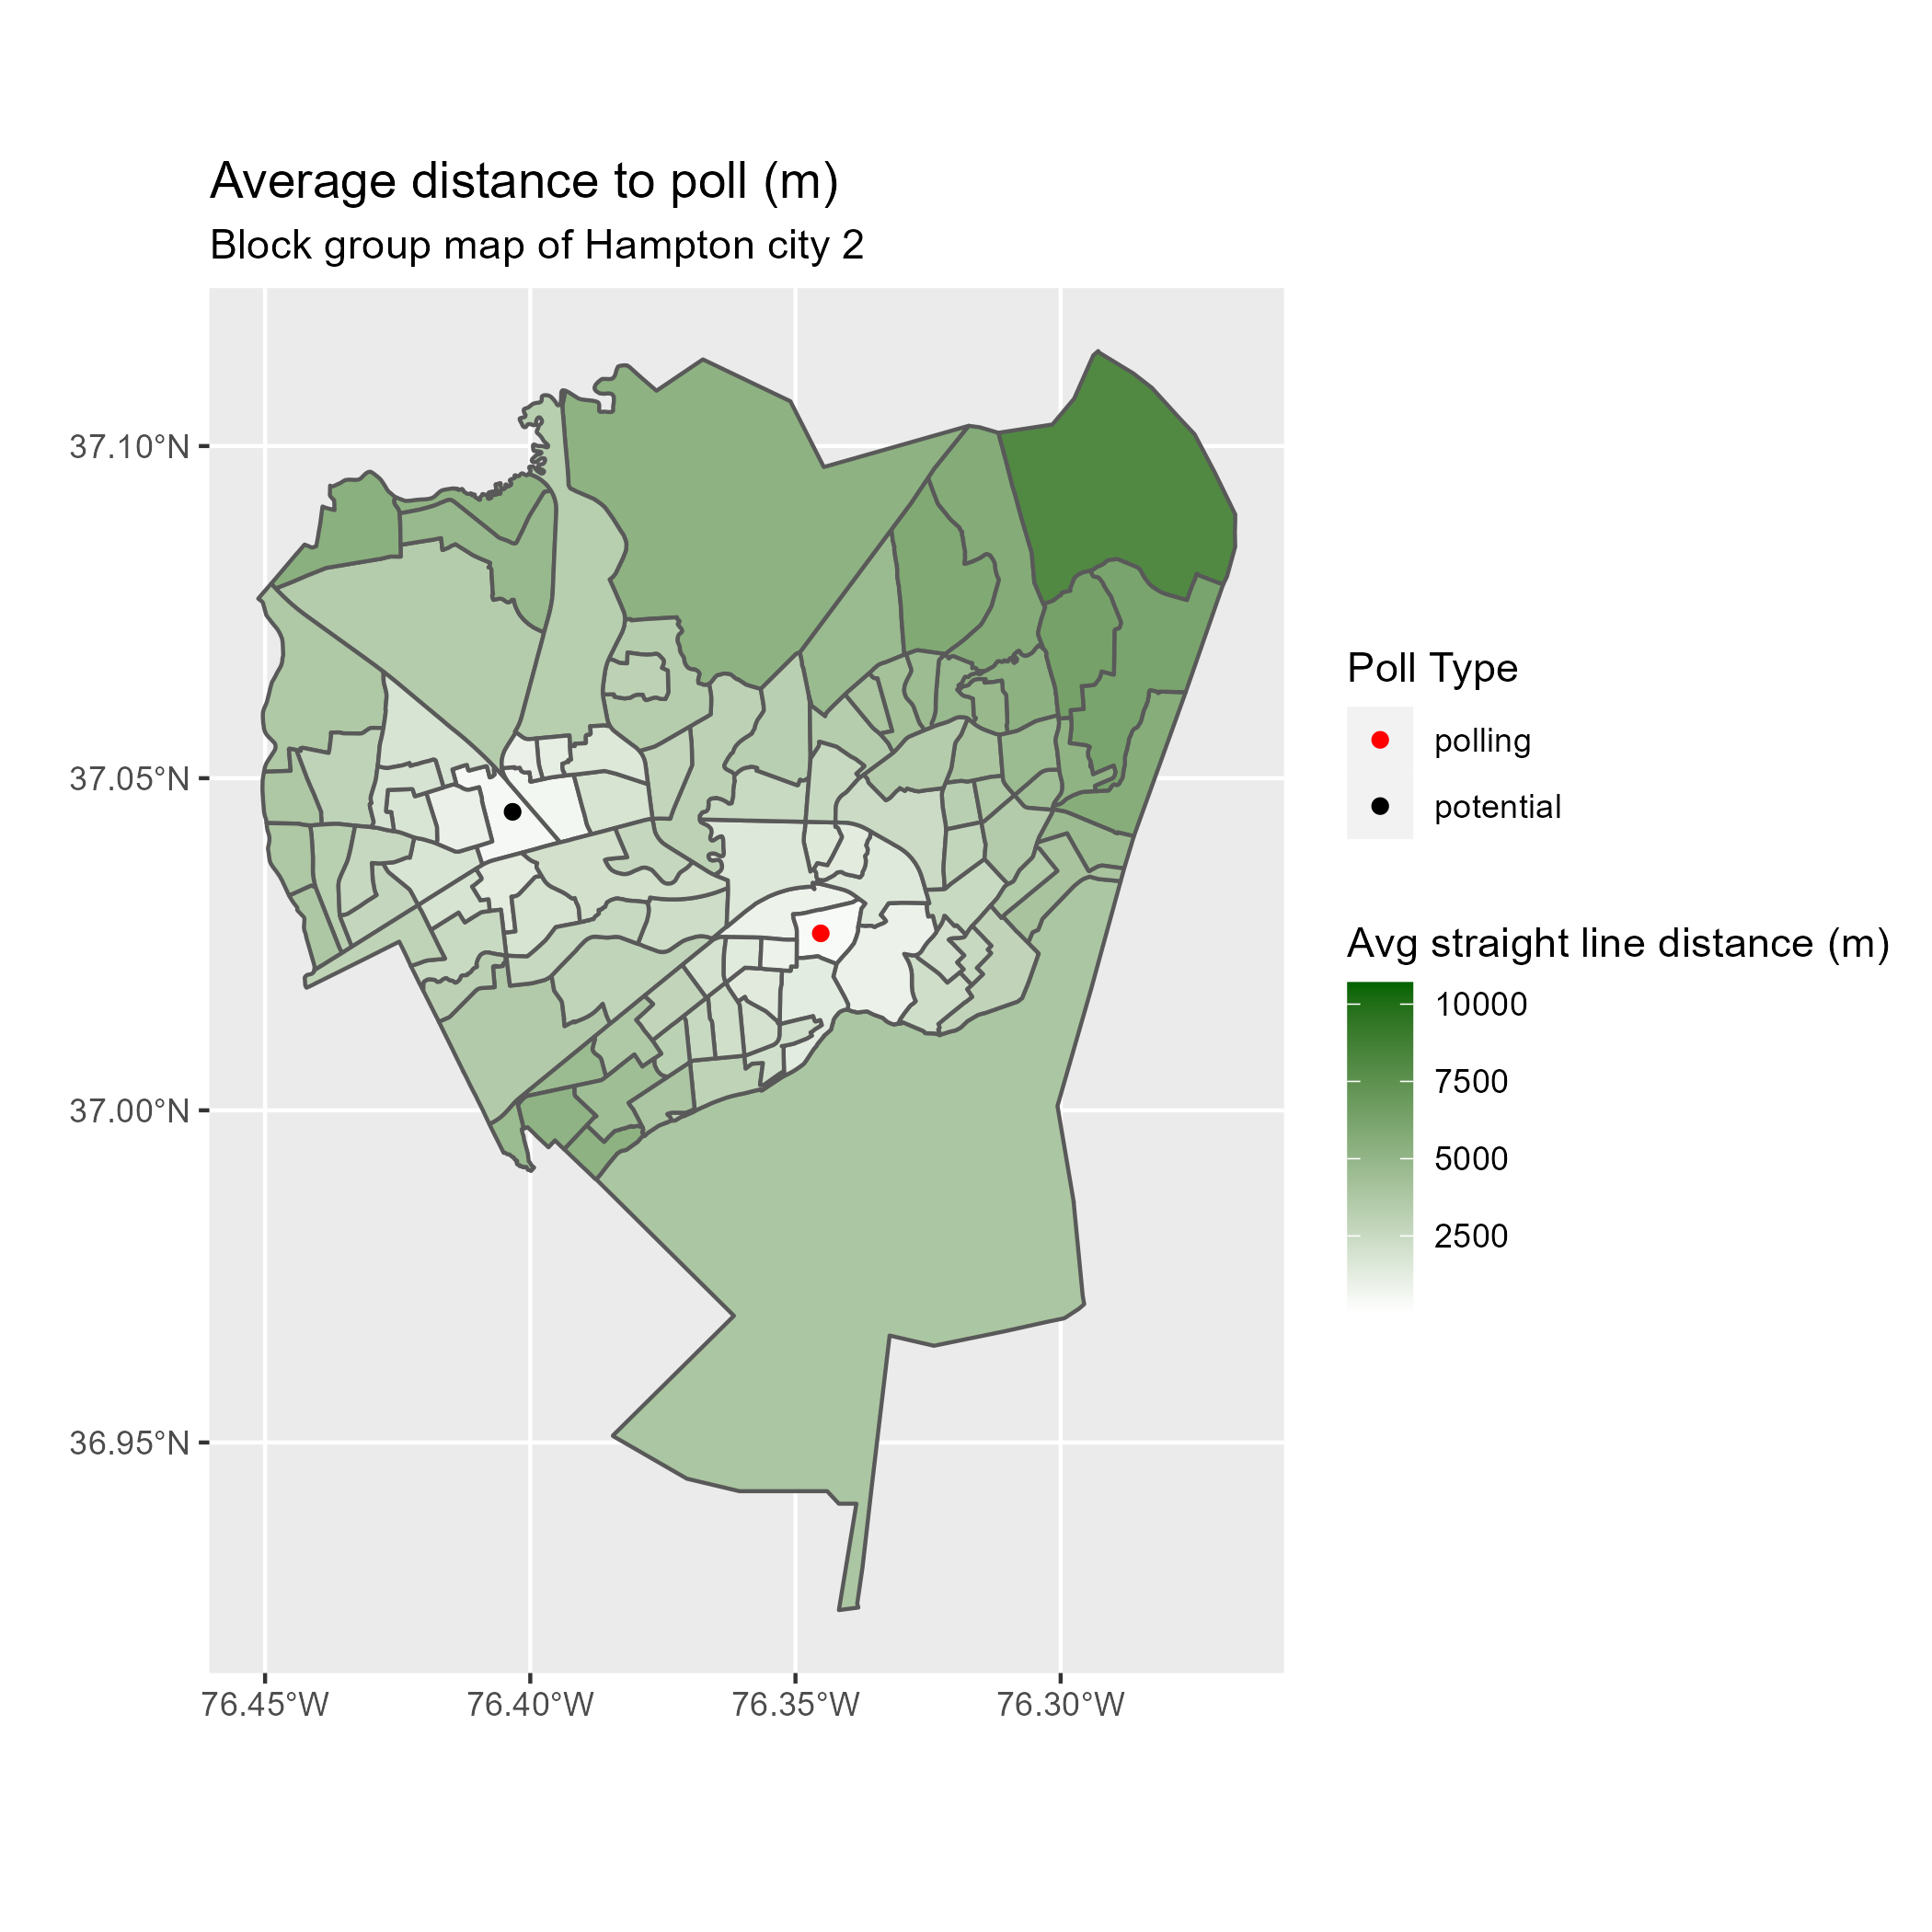 Average distance to poll (m)
Block group map of Hampton city 2
37.10°N
37.05°N
37.00°N
36.95°N
76.45°W
76.40°W
76.35°W
76.30°W
Poll Type
polling
potential
Avg straight line distance (m)
10000
7500
5000
2500